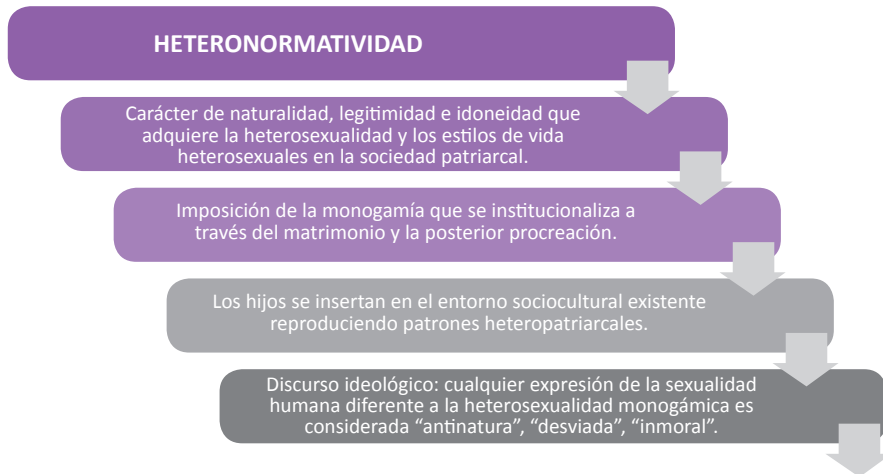 HETERONORMATIVIDAD
Carácter de naturalidad, legitimidad e idoneidad que
adquiere la heterosexualidad y los estilos de vida
heterosexuales en la sociedad patriarcal.
Imposición de la monogamía que se institucionaliza a
través del matrimonio y la posterior procreación.
Los hijos se insertan en el entorno sociocultural existente
reproduciendo patrones heteropatriarcales.
Discurso ideológico: cualquier expresión de la sexualidad
humana diferente a la heterosexualidad monogámica es
considerada “antinatura”, “desviada”, “inmoral”.